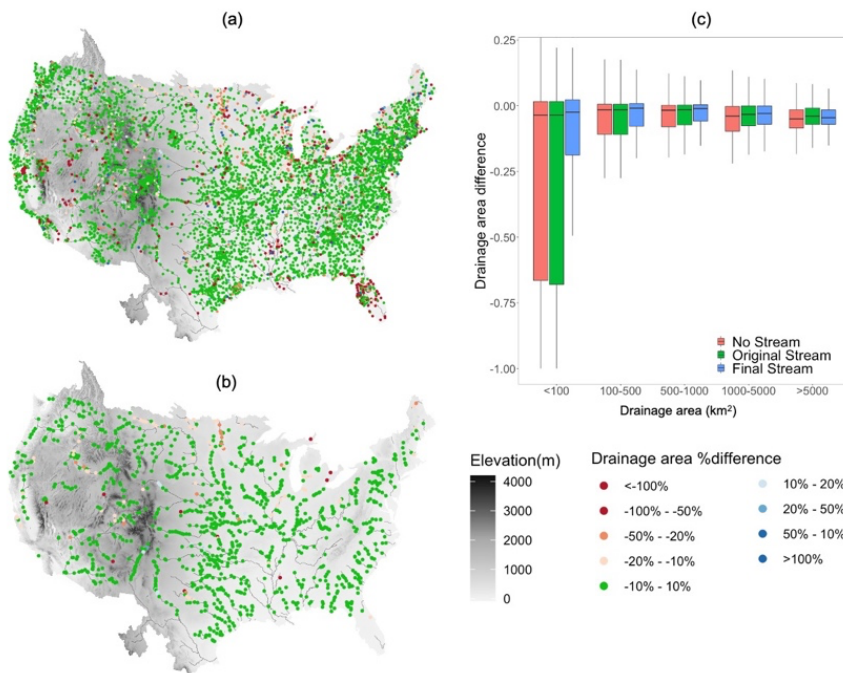 (a)
(c)
0.25
0.00
-0.25
-0.50
-0.75
-1.00
Drainage area difference
No Stream
Original Stream
Final Stream
<100
100-500
500-1000
1000-5000
>5000
Drainage area (km²)
(b)
Elevation(m)
4000
3000
2000
1000
0
Drainage area %difference
<-100%
-100% - -50%
-50% - -20%
-20% - -10%
-10% - 10%
10% - 20%
20% - 50%
50% - 10%
>100%